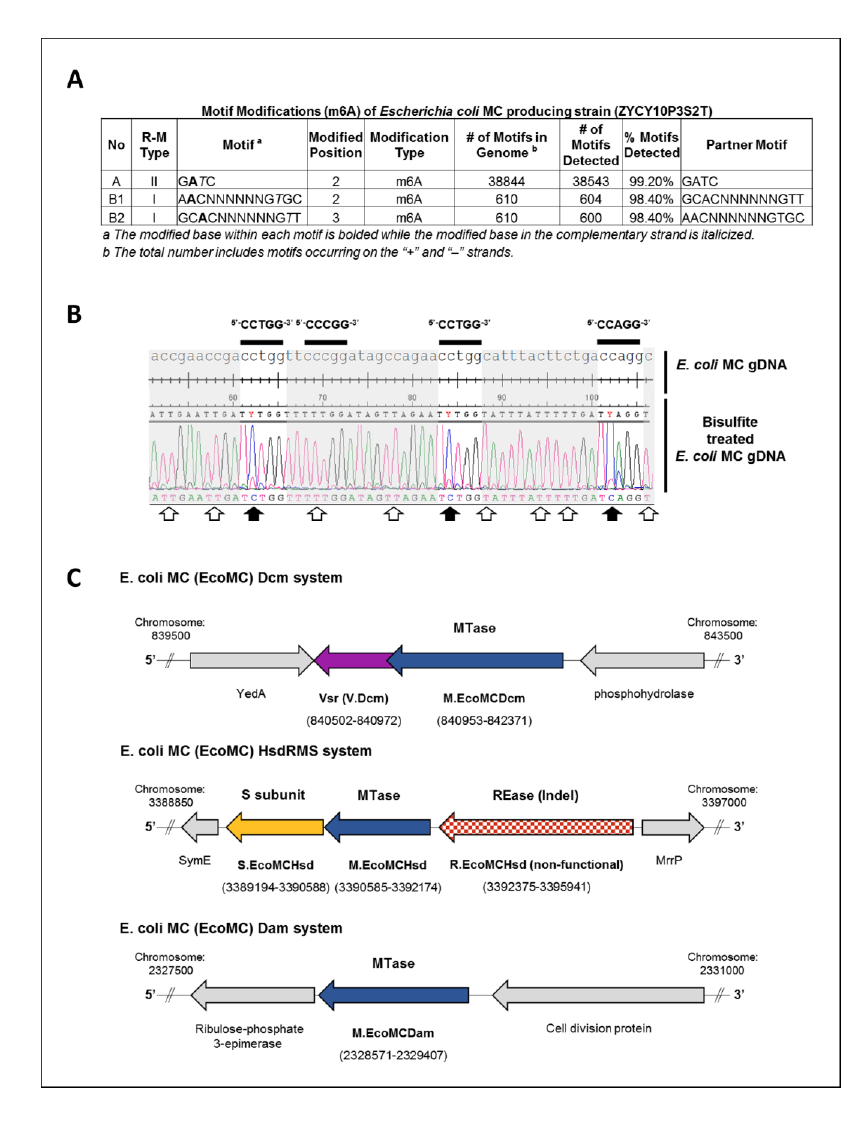 A
Motif Modifications (m6A) of Escherichia coli MC producing strain (ZYCY10P3S2T)
No R-M Type Motif a Modified Position Modification Type # of Motifs in Genome b # of Motifs Detected % Motifs Detected Partner Motif
A II GATC 2 m6A 38844 38543 99.20% GATC
B1 I AACNNNNNNGTGC 2 m6A 610 604 98.40% GCACNNNNNNGTT
B2 I GCACNNNNNNGTT 3 m6A 610 600 98.40% AACNNNNNNGTGC
a The modified base within each motif is bolded while the modified base in the complementary strand is italicized.
b The total number includes motifs occurring on the “+” and “–” strands.
B
5'-CCTGG-3' 5'-CCCGG-3' 5'-CCTGG-3' 5'-CCAGG-3'
accgaaccgacctggttcccggatagccagaacctggcatttacttctgaccaggc
E. coli MC gDNA
60 70 80 90 100
ATTGAATTGATYTGGTTTTTGGATAGTTAGAATYTGGTATTTATTTTTGATYAGGT
Bisulfite
treated
E. coli MC gDNA
ATTGAATTGATCTGGTTTTTGGATAGTTAGAATCTGGTATTTATTTTTGATCAGGT
C
E. coli MC (EcoMC) Dcm system
Chromosome:
839500
MTase
Chromosome:
843500
5' 3'
YedA
Vsr (V.Dcm)
(840502-840972)
M.EcoMCDcm
(840953-842371)
phosphohydrolase
E. coli MC (EcoMC) HsdRMS system
Chromosome:
3388850
S subunit
MTase
REase (Indel)
Chromosome:
3397000
5' 3'
SymE
S.EcoMCHsd
(3389194-3390588)
M.EcoMCHsd
(3390585-3392174)
R.EcoMCHsd (non-functional)
(3392375-3395941)
MrrP
E. coli MC (EcoMC) Dam system
Chromosome:
2327500
MTase
Chromosome:
2331000
5' 3'
Ribulose-phosphate
3-epimerase
M.EcoMCDam
(2328571-2329407)
Cell division protein